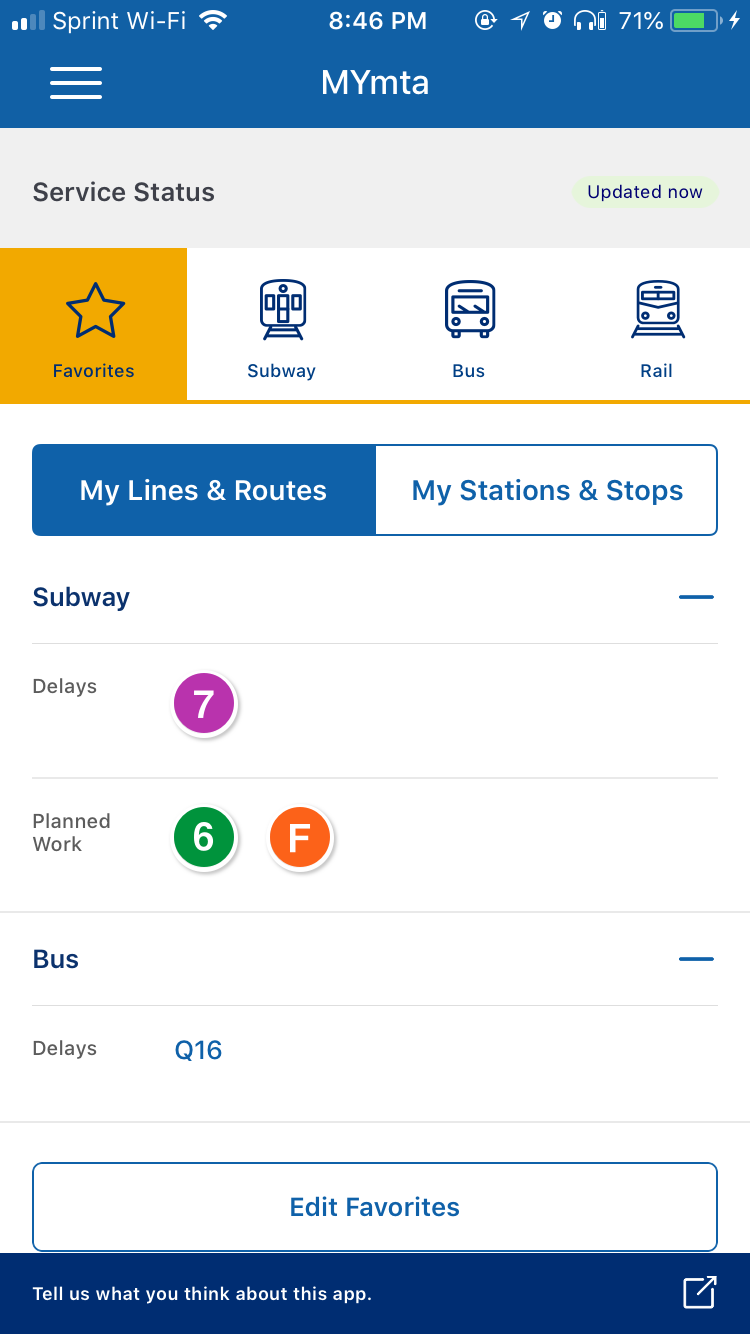 Sprint Wi-Fi 8:46 PM 71%
MYmta
Service Status Updated now
Favorites Subway Bus Rail
My Lines & Routes My Stations & Stops
Subway
Delays 7
Planned
Work 6 F
Bus
Delays Q16
Edit Favorites
Tell us what you think about this app.